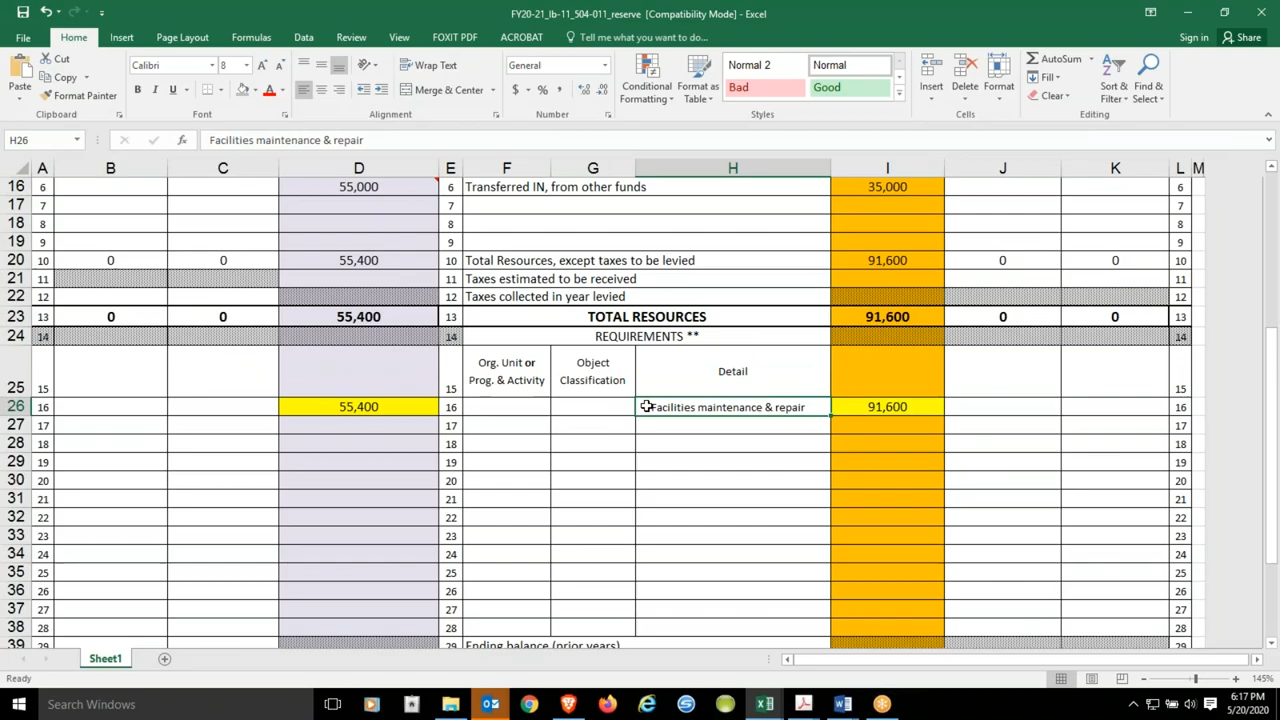 FY20-21_lb-11_504-011_reserve [Compatibility Mode] - Excel
File Home Insert Page Layout Formulas Data Review View FOXIT PDF ACROBAT Tell me what you want to do... Sign in Share
Paste Cut Copy Format Painter Clipboard
Calibri 8 B I U A A A Font
Wrap Text Merge & Center Alignment
General $ % , Number
Conditional Formatting Format as Table Normal 2 Normal Bad Good Styles
Insert Delete Format Cells
AutoSum Fill Clear Sort & Filter Find & Select Editing
H26 fx Facilities maintenance & repair
A B C D E F G H I J K L M
16 6 55,000 6 Transferred IN, from other funds 35,000 6
17 7 7 7
18 8 8 8
19 9 9 9
20 10 0 0 55,400 10 Total Resources, except taxes to be levied 91,600 0 0 10
21 11 11 Taxes estimated to be received 11
22 12 12 Taxes collected in year levied 12
23 13 0 0 55,400 13 TOTAL RESOURCES 91,600 0 0 13
24 14 14 REQUIREMENTS ** 14
25 15 15 Org. Unit or Prog. & Activity Object Classification Detail 15
26 16 55,400 16 Facilities maintenance & repair 91,600 16
27 17 17 17
28 18 18 18
29 19 19 19
30 20 20 20
31 21 21 21
32 22 22 22
33 23 23 23
34 24 24 24
35 25 25 25
36 26 26 26
37 27 27 27
38 28 28 28
39 29 29 Ending balance (prior years) 29
Sheet1
Ready 145%
Search Windows 6:17 PM
5/20/2020